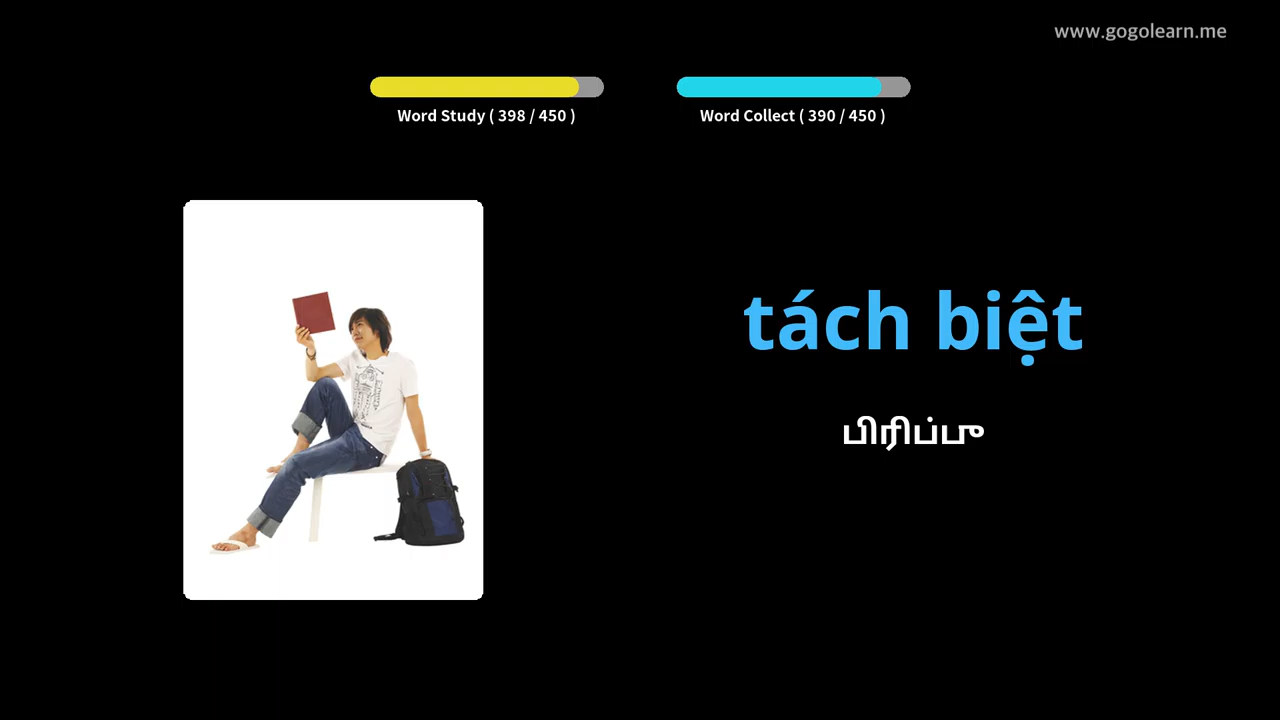 www.gogolearn.me
Word Study ( 398 / 450 )
Word Collect ( 390 / 450 )
tách biệt
பிரிப்பு